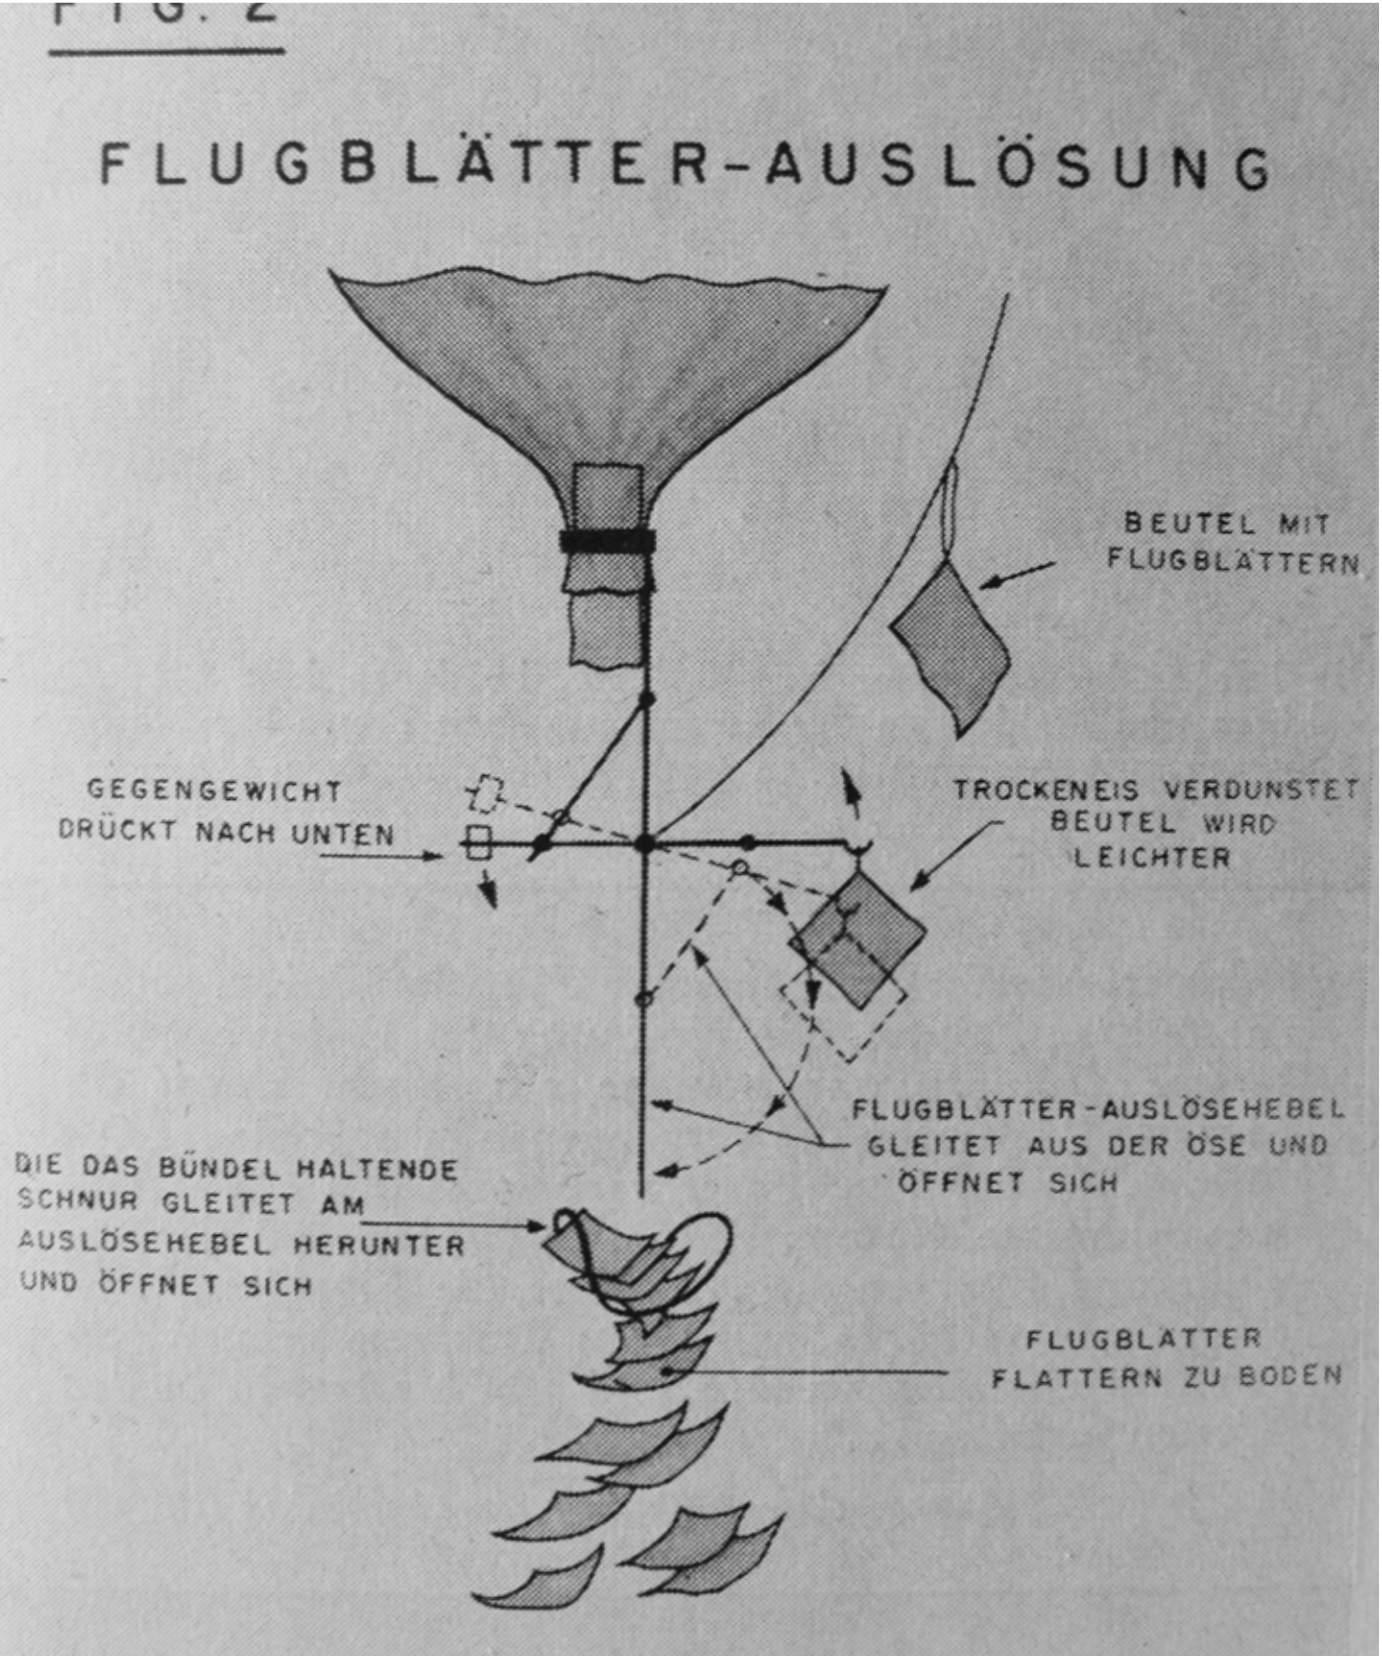 FIG. 2
FLUGBLÄTTER-AUSLÖSUNG
BEUTEL MIT
FLUGBLÄTTERN
GEGENGEWICHT
DRÜCKT NACH UNTEN
TROCKENEIS VERDUNSTET
BEUTEL WIRD
LEICHTER
FLUGBLÄTTER-AUSLÖSEHEBEL
GLEITET AUS DER ÖSE UND
ÖFFNET SICH
DIE DAS BÜNDEL HALTENDE
SCHNUR GLEITET AM
AUSLÖSEHEBEL HERUNTER
UND ÖFFNET SICH
FLUGBLÄTTER
FLATTERN ZU BODEN